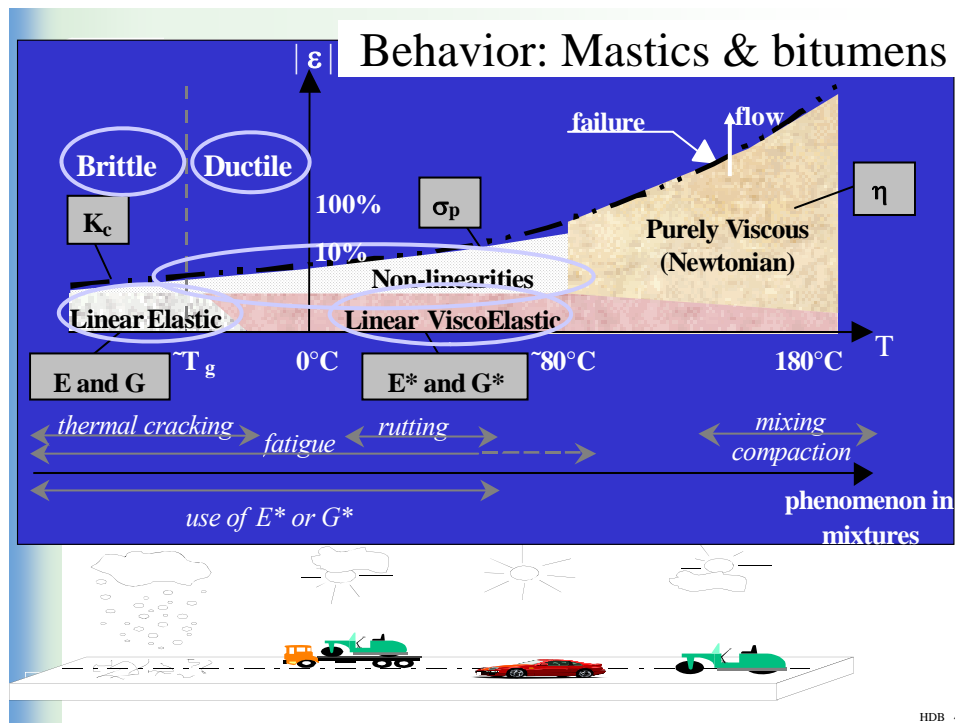 Behavior: Mastics & bitumens
| ε |
failure
flow
Brittle
Ductile
100%
σp
η
Kc
10%
Purely Viscous
(Newtonian)
Non-linearities
Linear Elastic
Linear ViscoElastic
~Tg
0°C
~80°C
180°C
T
E and G
E* and G*
thermal cracking
rutting
mixing
fatigue
compaction
use of E* or G*
phenomenon in
mixtures
HDB